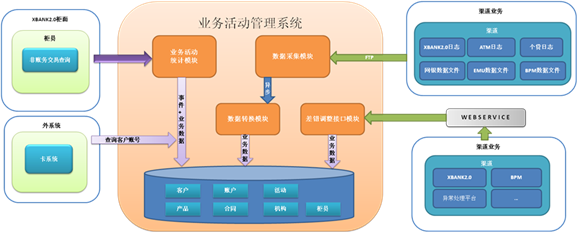 XBANK2.0柜面
柜员
非账务交易查询
外系统
卡系统
查询客户账号
业务活动管理系统
业务活动
统计模块
数据采集模块
异步
数据转换模块
差错调整接口模块
事件+业务数据
业务数据
业务数据
客户
账户
活动
产品
合同
机构
柜员
FTP
渠道业务
渠道
XBANK2.0日志
ATM日志
个贷日志
网银数据文件
EMU数据文件
BPM数据文件
WEBSERVICE
渠道业务
渠道
XBANK2.0
BPM
异常处理平台
...